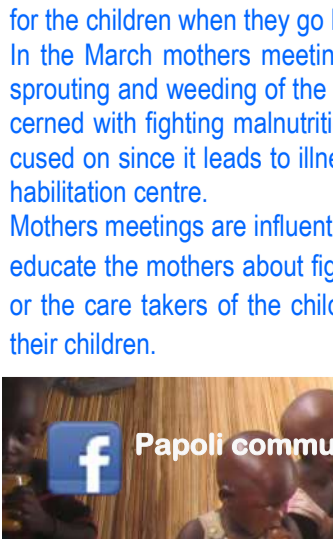 for the children when they go
In the March mothers meetin
sprouting and weeding of the
cerned with fighting malnutriti
cused on since it leads to illne
habilitation centre.
Mothers meetings are influent
educate the mothers about fig
or the care takers of the child
their children.
f Papoli commu